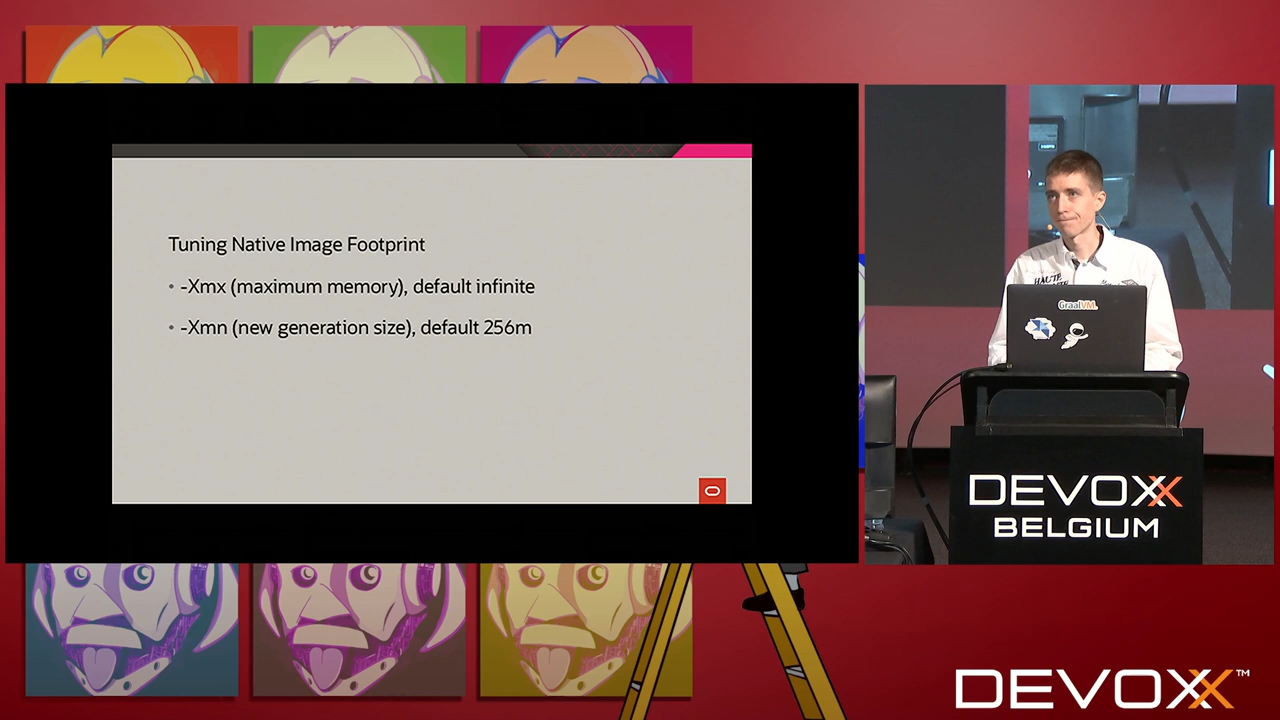 Tuning Native Image Footprint
• -Xmx (maximum memory), default infinite
• -Xmn (new generation size), default 256m
HAUTE
GraalVM.
DEVOXX
BELGIUM
DEVOXX™